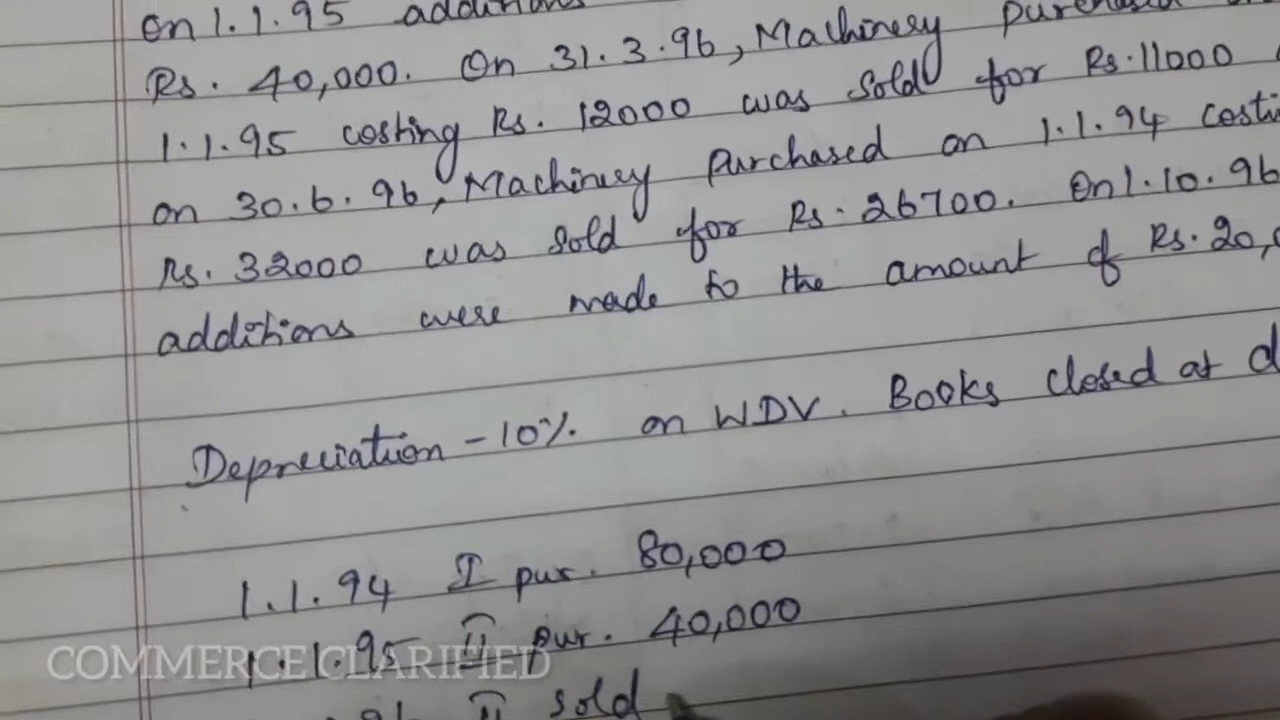 on 1.1.95 additions
Rs. 40,000. On 31.3.96, Machinery purchased
1.1.95 costing Rs. 12000 was sold for Rs.11000
on 30.6.96, Machinery purchased on 1.1.94 costi
Rs. 32000 was sold for Rs. 26700. On 1.10.96
additions were made to the amount of Rs. 20,
Depreciation - 10% on WDV. Books closed at
1.1.94 I pur. 80,000
1.1.95 II pur. 40,000
II sold
COMMERCE CLARIFIED